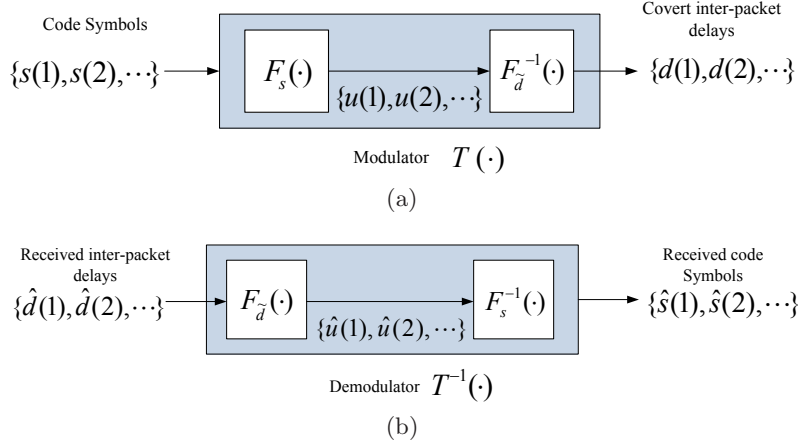 Code Symbols
Covert inter-packet
delays
{s(1), s(2), ⋯}
F_s(·)
F_{\tilde{d}}^{-1}(·)
{d(1), d(2), ⋯}
{u(1), u(2), ⋯}
Modulator T(·)
(a)
Received inter-packet
delays
Received code
Symbols
{\hat{d}(1), \hat{d}(2), ⋯}
F_{\tilde{d}}(·)
F_s^{-1}(·)
{\hat{s}(1), \hat{s}(2), ⋯}
{\hat{u}(1), \hat{u}(2), ⋯}
Demodulator T^{-1}(·)
(b)